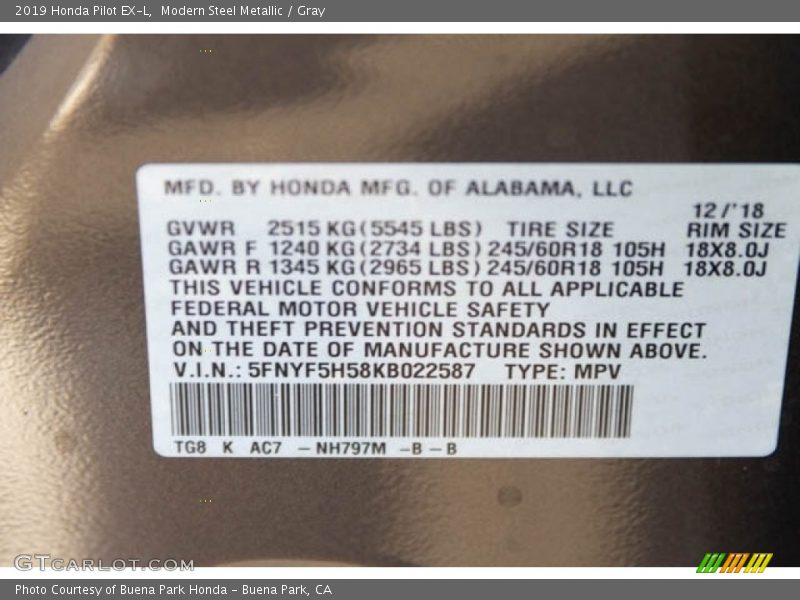 2019 Honda Pilot EX-L, Modern Steel Metallic / Gray
MFD. BY HONDA MFG. OF ALABAMA, LLC
12/'18
GVWR 2515 KG(5545 LBS) TIRE SIZE RIM SIZE
GAWR F 1240 KG(2734 LBS) 245/60R18 105H 18X8.0J
GAWR R 1345 KG(2965 LBS) 245/60R18 105H 18X8.0J
THIS VEHICLE CONFORMS TO ALL APPLICABLE
FEDERAL MOTOR VEHICLE SAFETY
AND THEFT PREVENTION STANDARDS IN EFFECT
ON THE DATE OF MANUFACTURE SHOWN ABOVE.
V.I.N.: 5FNYF5H58KB022587 TYPE: MPV
TG8 K AC7 – NH797M –B – B
GTCARLOT.COM
Photo Courtesy of Buena Park Honda - Buena Park, CA